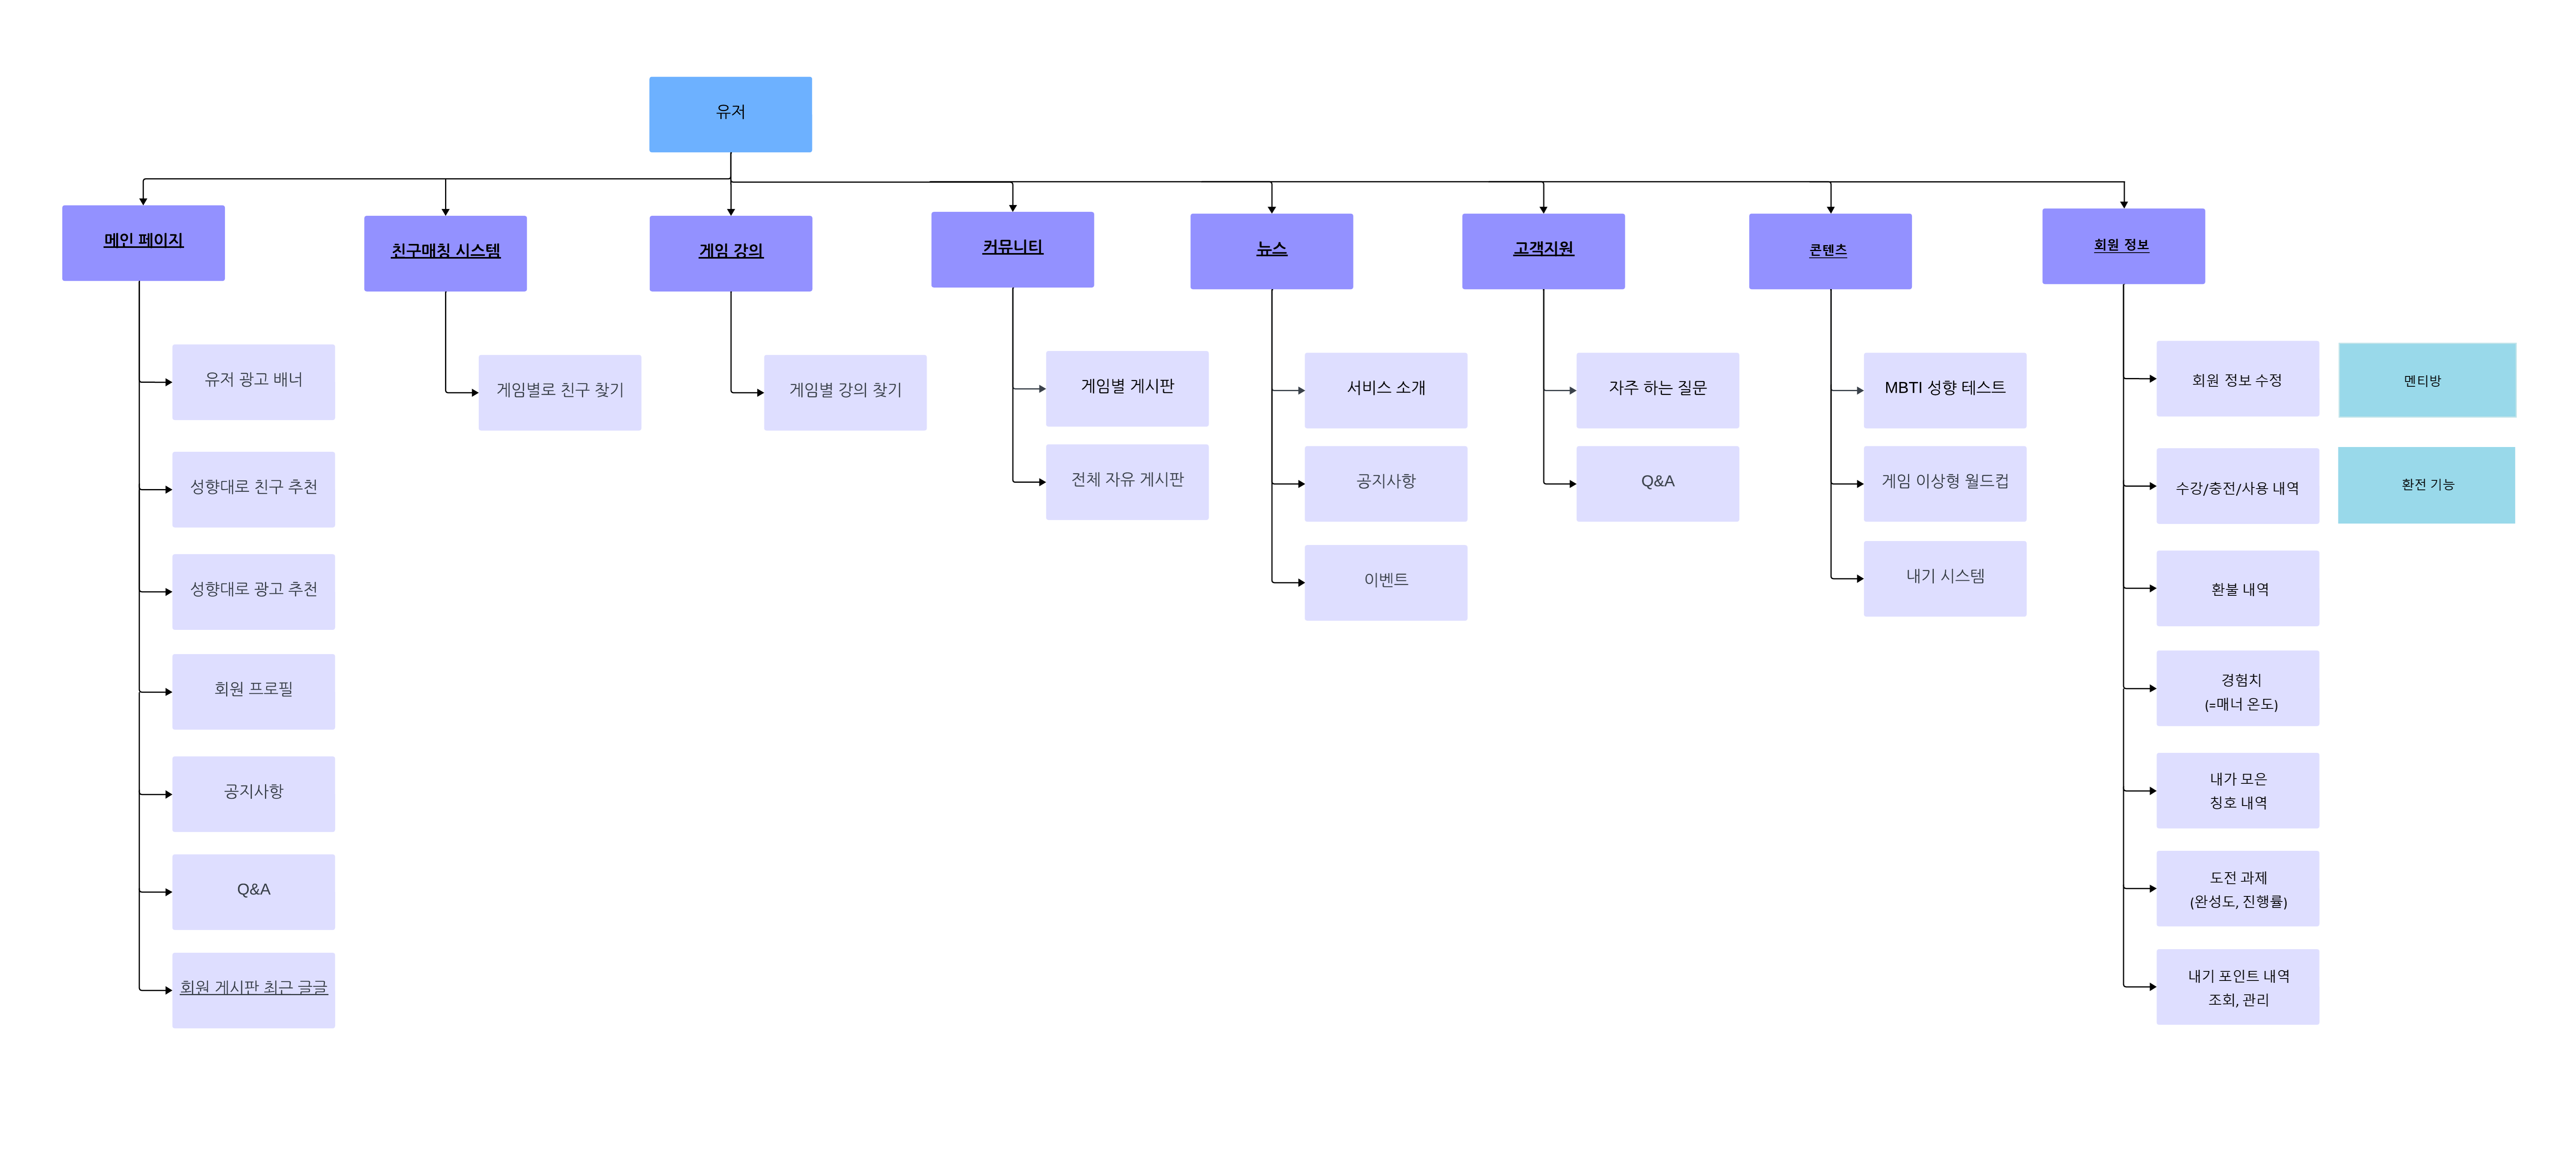 유저
메인 페이지
친구매칭 시스템
게임 강의
커뮤니티
뉴스
고객지원
콘텐츠
회원 정보
유저 광고 배너
성향대로 친구 추천
성향대로 광고 추천
회원 프로필
공지사항
Q&A
회원 게시판 최근 글글
게임별로 친구 찾기
게임별 강의 찾기
게임별 게시판
전체 자유 게시판
서비스 소개
공지사항
이벤트
자주 하는 질문
Q&A
MBTI 성향 테스트
게임 이상형 월드컵
내기 시스템
회원 정보 수정
수강/충전/사용 내역
환불 내역
경험치
(=매너 온도)
내가 모은
칭호 내역
도전 과제
(완성도, 진행률)
내기 포인트 내역
조회, 관리
멘티방
환전 기능